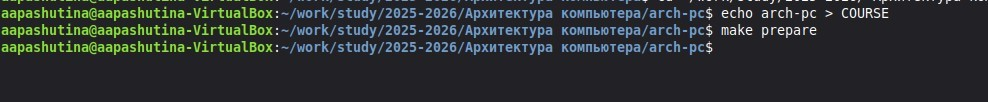 aapashutina@aapashutina-VirtualBox:~/work/study/2025-2026/Архитектура компьютера/arch-pc$ echo arch-pc > COURSE
aapashutina@aapashutina-VirtualBox:~/work/study/2025-2026/Архитектура компьютера/arch-pc$ make prepare
aapashutina@aapashutina-VirtualBox:~/work/study/2025-2026/Архитектура компьютера/arch-pc$